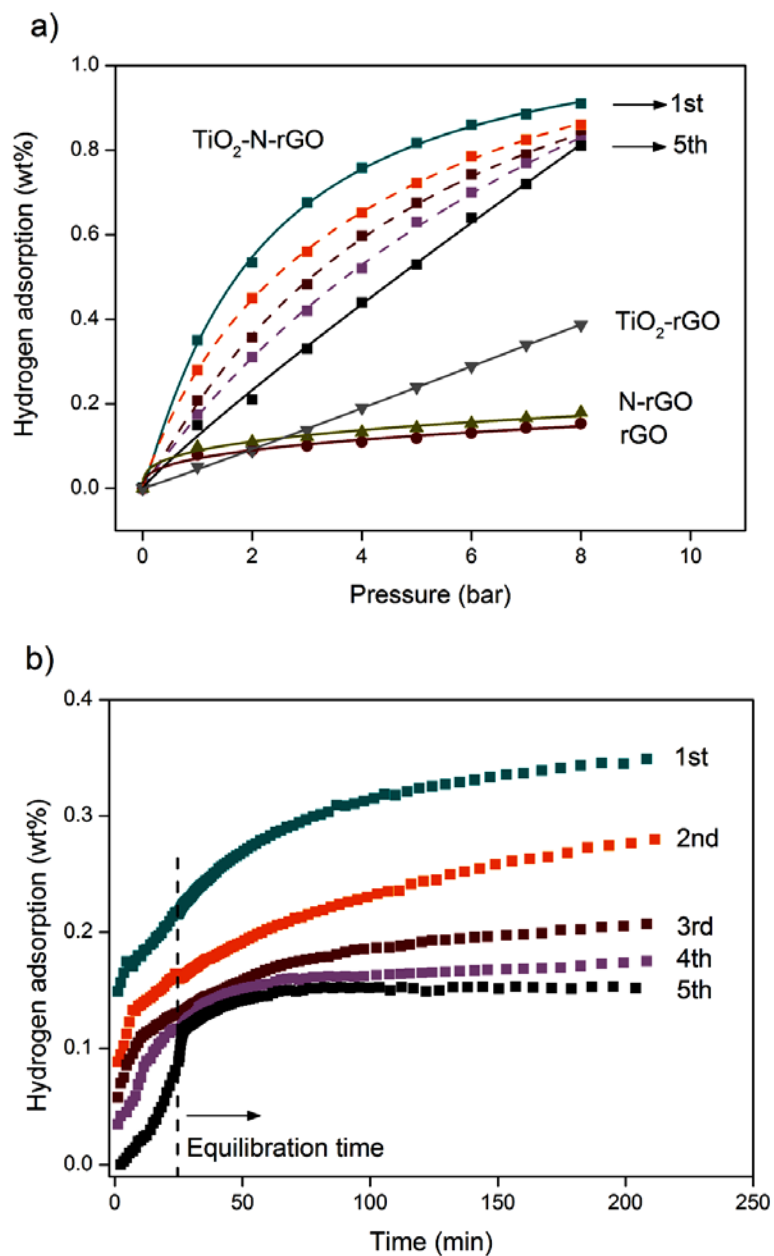 a)
1.0
0.8
0.6
0.4
0.2
0.0
Hydrogen adsorption (wt%)
TiO2-N-rGO
1st
5th
TiO2-rGO
N-rGO
rGO
0 2 4 6 8 10
Pressure (bar)
b)
0.4
0.3
0.2
0.1
0.0
Hydrogen adsorption (wt%)
1st
2nd
3rd
4th
5th
Equilibration time
0 50 100 150 200 250
Time (min)